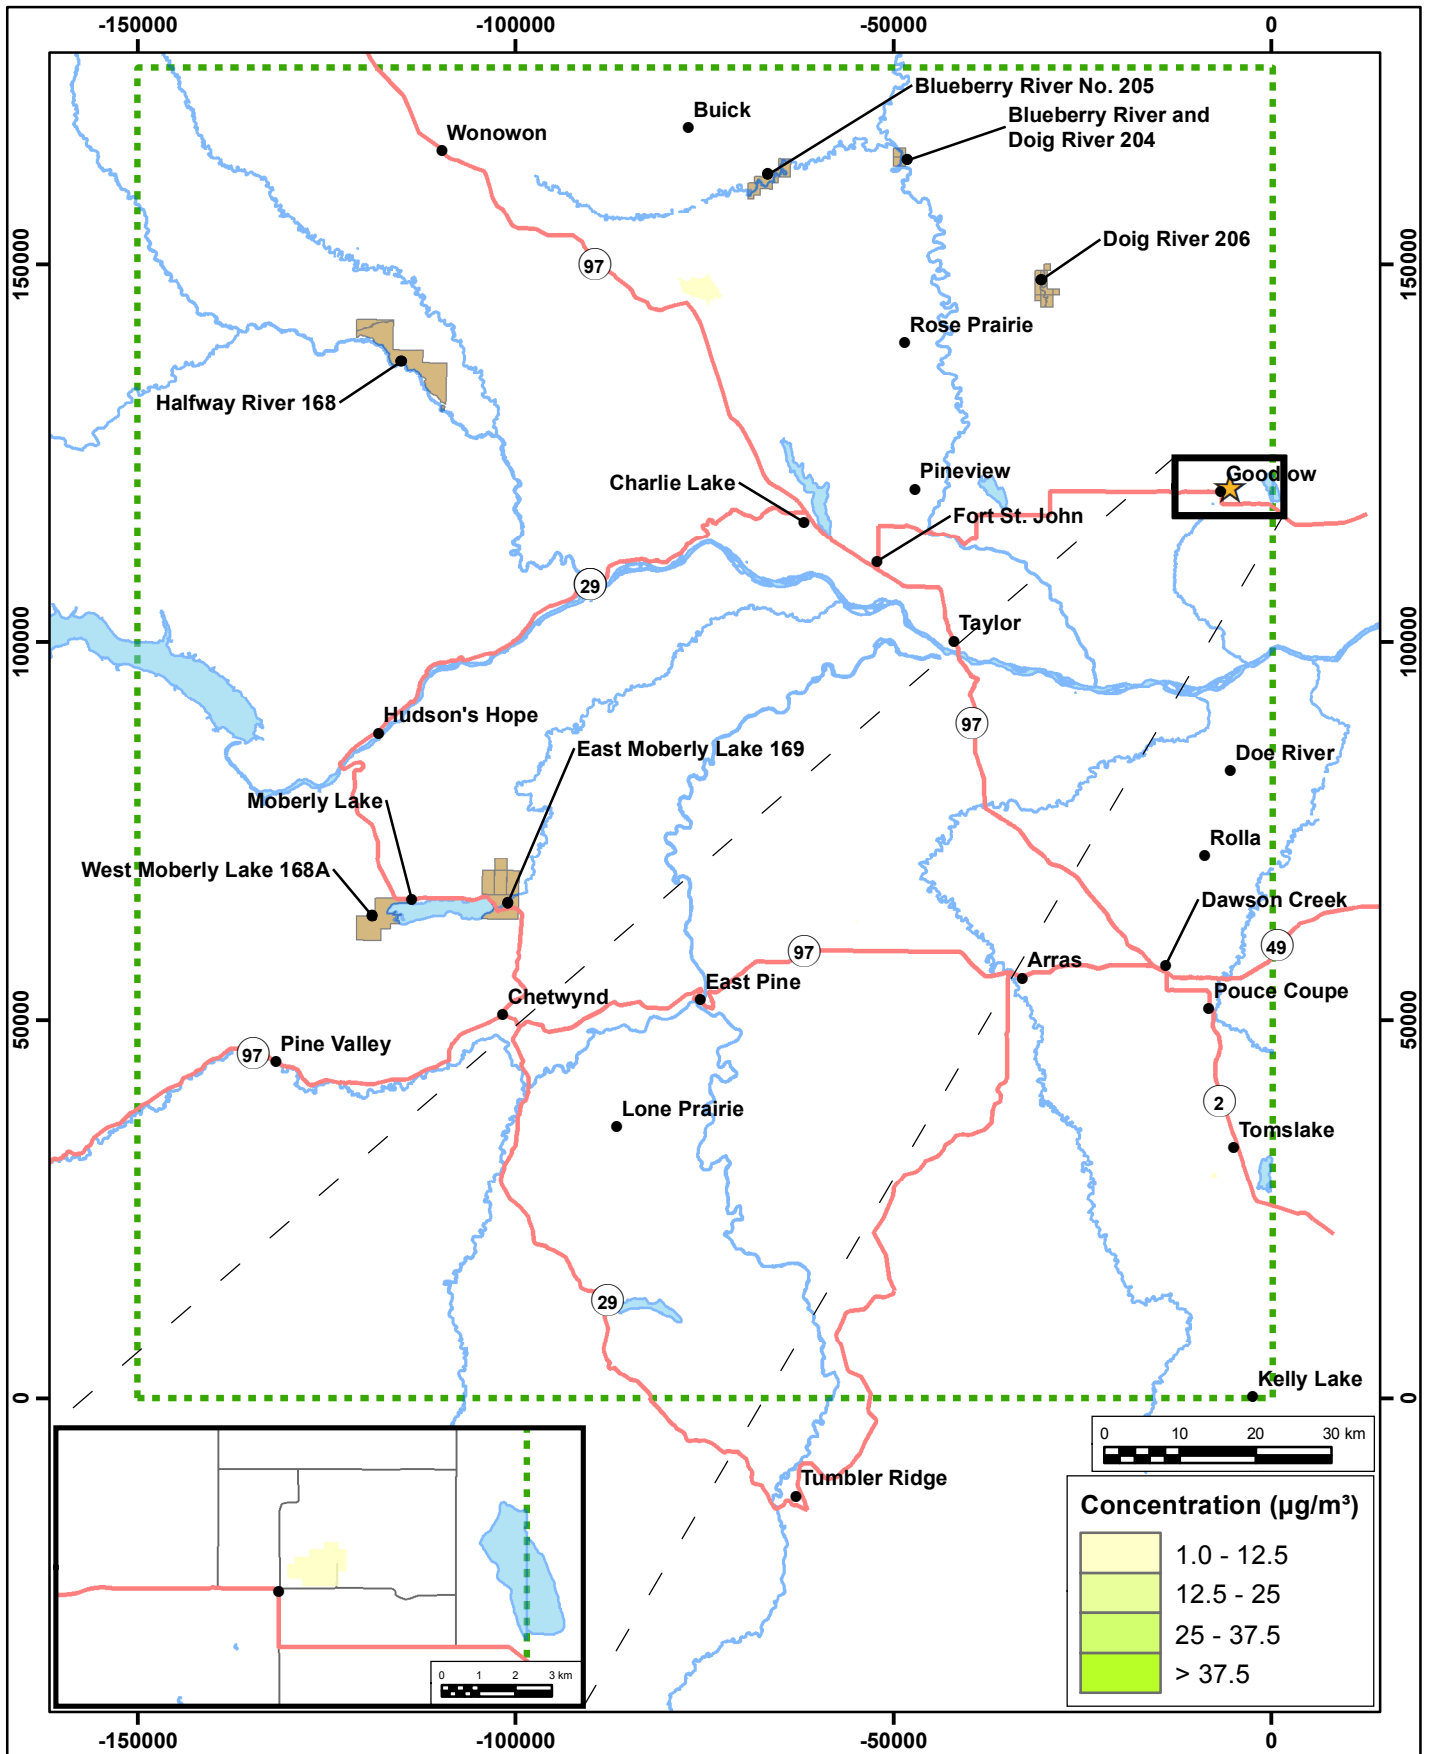 -150000
-100000
-50000
0
Blueberry River No. 205
Buick
Blueberry River and
Doig River 204
Wonowon
Doig River 206
150000
150000
97
Rose Prairie
Halfway River 168
Pineview
Goodlow
Charlie Lake
Fort St. John
29
Taylor
100000
100000
Hudson's Hope
97
East Moberly Lake 169
Doe River
Moberly Lake
Rolla
West Moberly Lake 168A
Dawson Creek
97
49
Arras
East Pine
Pouce Coupe
Chetwynd
50000
50000
97
Pine Valley
2
Lone Prairie
Tomslake
29
Kelly Lake
0
0
0 10 20 30 km
Tumbler Ridge
Concentration (µg/m³)
1.0 - 12.5
12.5 - 25
25 - 37.5
> 37.5
0 1 2 3 km
-150000
-100000
-50000
0